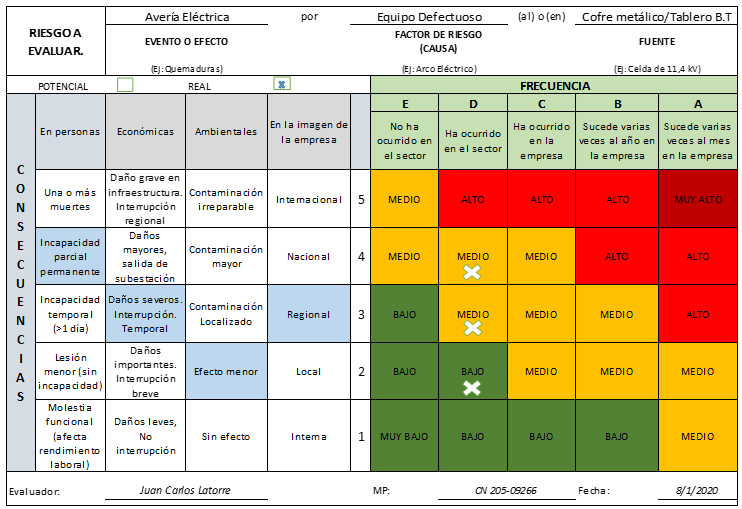 RIESGO A EVALUAR.
Avería Eléctrica por Equipo Defectuoso (al) o (en) Cofre metálico/Tablero B.T
EVENTO O EFECTO
FACTOR DE RIESGO
(CAUSA)
FUENTE
(Ej: Quemaduras)
(Ej: Arco Eléctrico)
(Ej: Celda de 11,4 kV)
POTENCIAL
REAL
FRECUENCIA
CONSECUENCIAS
En personas
Económicas
Ambientales
En la imagen de
la empresa
E
D
C
B
A
No ha
ocurrido en
el sector
Ha ocurrido
en el sector
Ha ocurrido
en la
empresa
Sucede varias
veces al año en
la empresa
Sucede varias
veces al mes
en la empresa
Una o más
muertes
Daño grave en
infraestructura.
Interrupción
regional
Contaminación
irreparable
Internacional
5
MEDIO
ALTO
ALTO
ALTO
MUY ALTO
Incapacidad
parcial
permanente
Daños
mayores,
salida de
subestación
Contaminación
mayor
Nacional
4
MEDIO
MEDIO
MEDIO
ALTO
ALTO
Incapacidad
temporal
(>1 día)
Daños severos.
Interrupción.
Temporal
Contaminación
Localizado
Regional
3
BAJO
MEDIO
MEDIO
MEDIO
ALTO
Lesión
menor (sin
incapacidad)
Daños
importantes.
Interrupción
breve
Efecto menor
Local
2
BAJO
BAJO
MEDIO
MEDIO
MEDIO
Molestia
funcional
(afecta
rendimiento
laboral)
Daños leves,
No
interrupción
Sin efecto
Interna
1
MUY BAJO
BAJO
BAJO
BAJO
MEDIO
Evaluador: Juan Carlos Latorre MP: CN 205-09266 Fecha: 8/1/2020